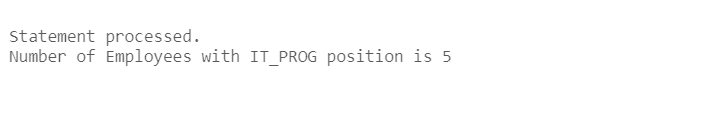 Statement processed.
Number of Employees with IT_PROG position is 5